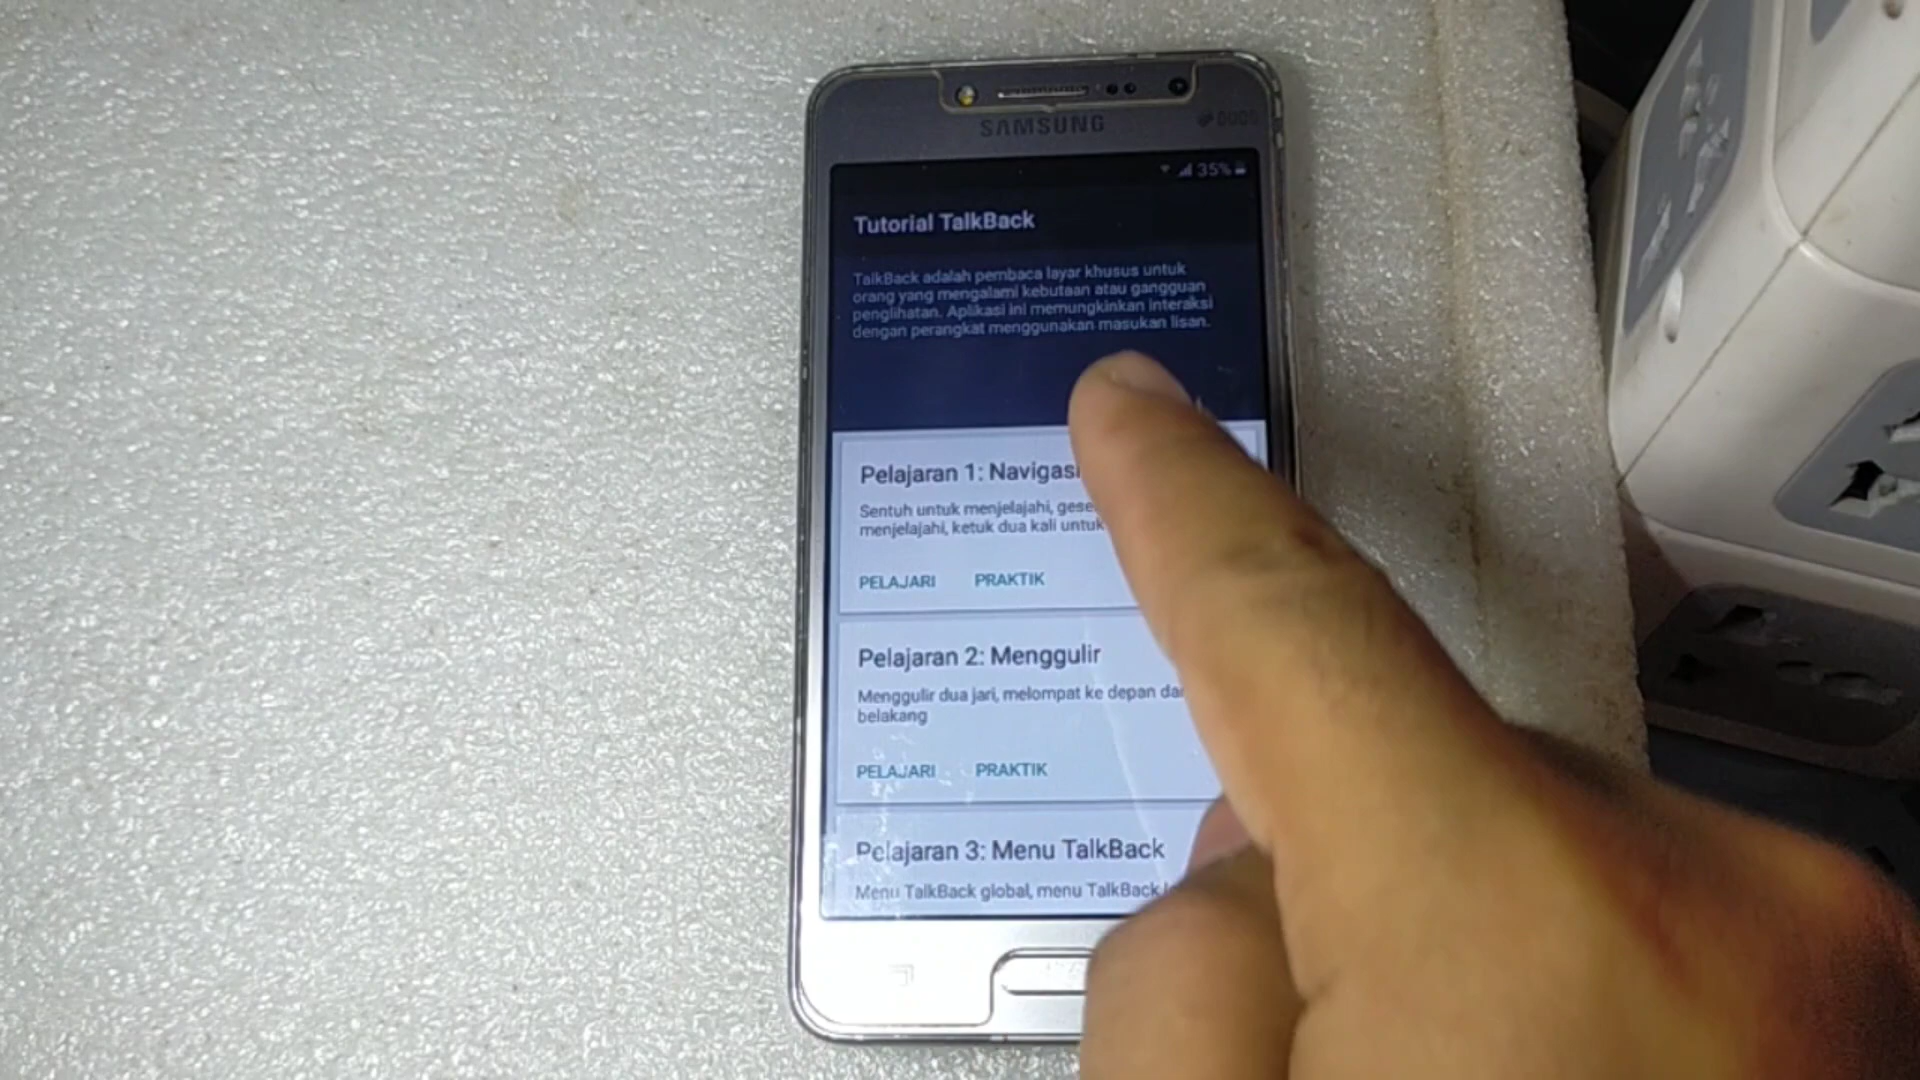 SAMSUNG
DUOS
35%
Tutorial TalkBack
TalkBack adalah pembaca layar khusus untuk
orang yang mengalami kebutaan atau gangguan
penglihatan. Aplikasi ini memungkinkan interaksi
dengan perangkat menggunakan masukan lisan.
Pelajaran 1: Navigasi
Sentuh untuk menjelajahi,
menjelajahi, ketuk dua kali untuk
PELAJARI PRAKTIK
Pelajaran 2: Menggulir
Menggulir dua jari, melompat ke depan
belakang
PELAJARI PRAKTIK
Pelajaran 3: Menu TalkBack
Menu TalkBack global, menu TalkBack